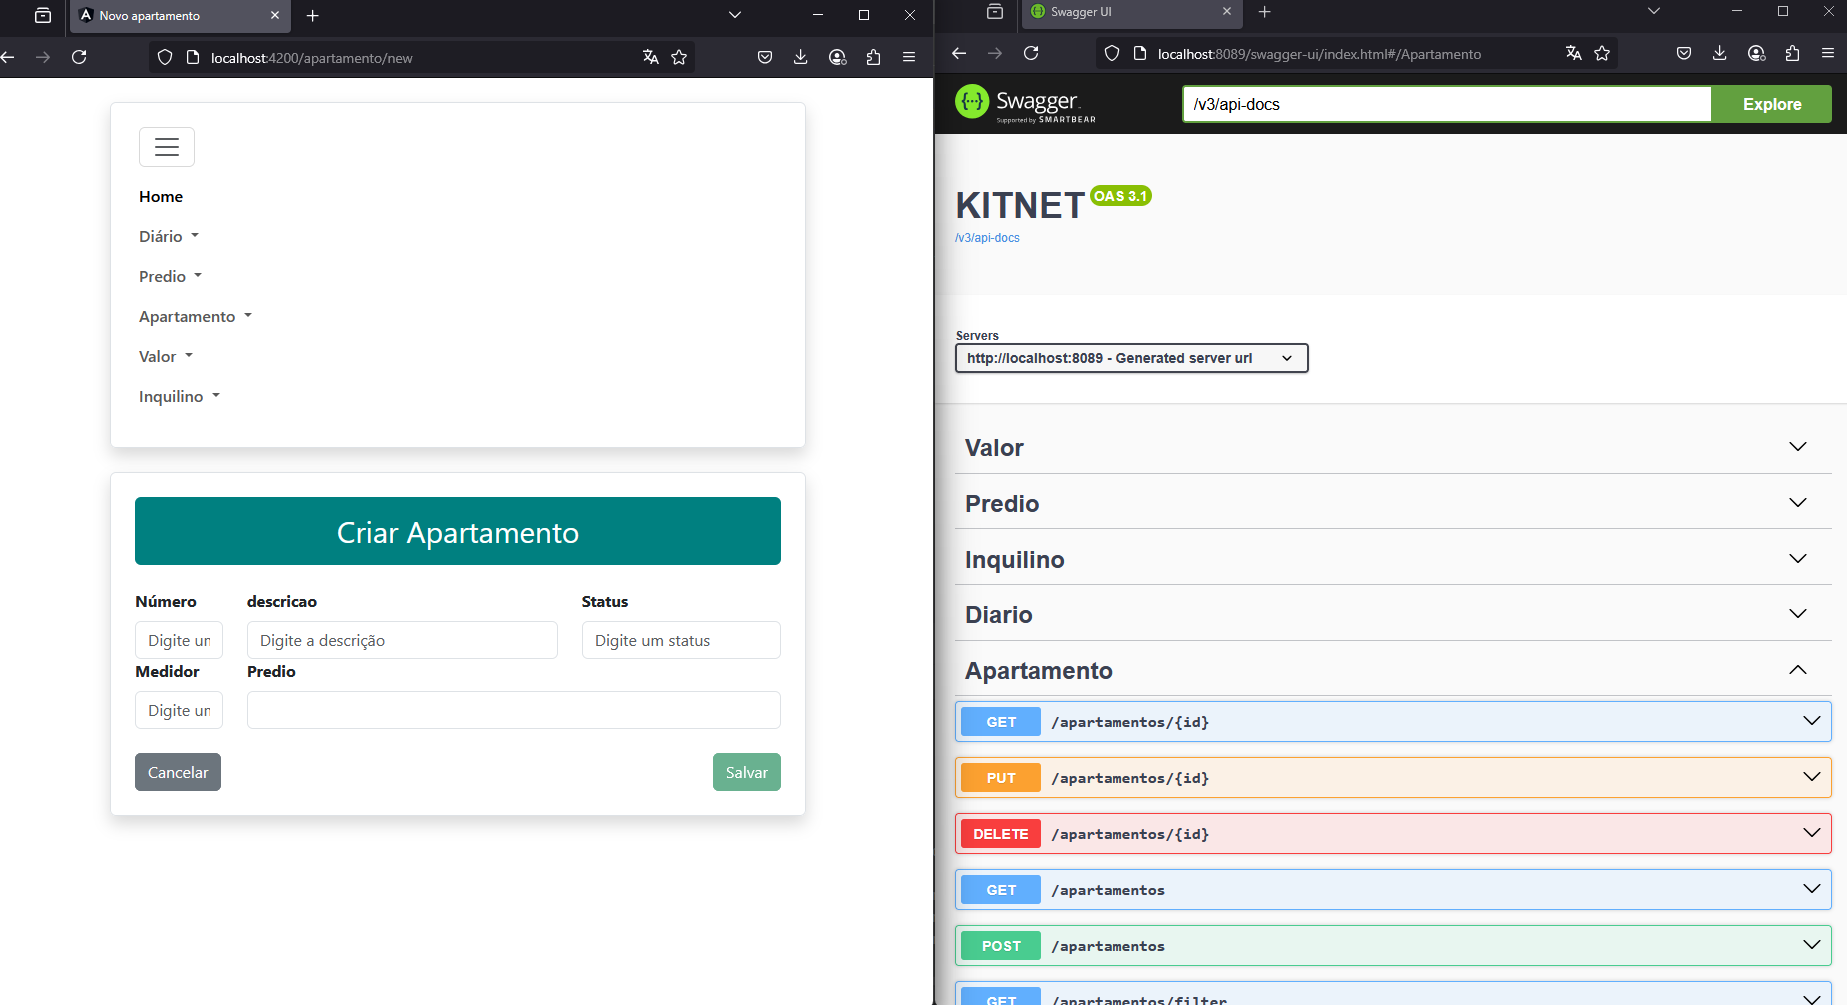 Novo apartamento
localhost:4200/apartamento/new
Home
Diário
Predio
Apartamento
Valor
Inquilino
Criar Apartamento
Número descricao Status
Digite ur Digite a descrição Digite um status
Medidor Predio
Digite ur
Cancelar Salvar
Swagger UI
localhost:8089/swagger-ui/index.html#/Apartamento
Swagger
Supported by SMARTBEAR
/v3/api-docs Explore
KITNET OAS 3.1
/v3/api-docs
Servers
http://localhost:8089 - Generated server url
Valor
Predio
Inquilino
Diario
Apartamento
GET /apartamentos/{id}
PUT /apartamentos/{id}
DELETE /apartamentos/{id}
GET /apartamentos
POST /apartamentos
GET /apartamentos/filter